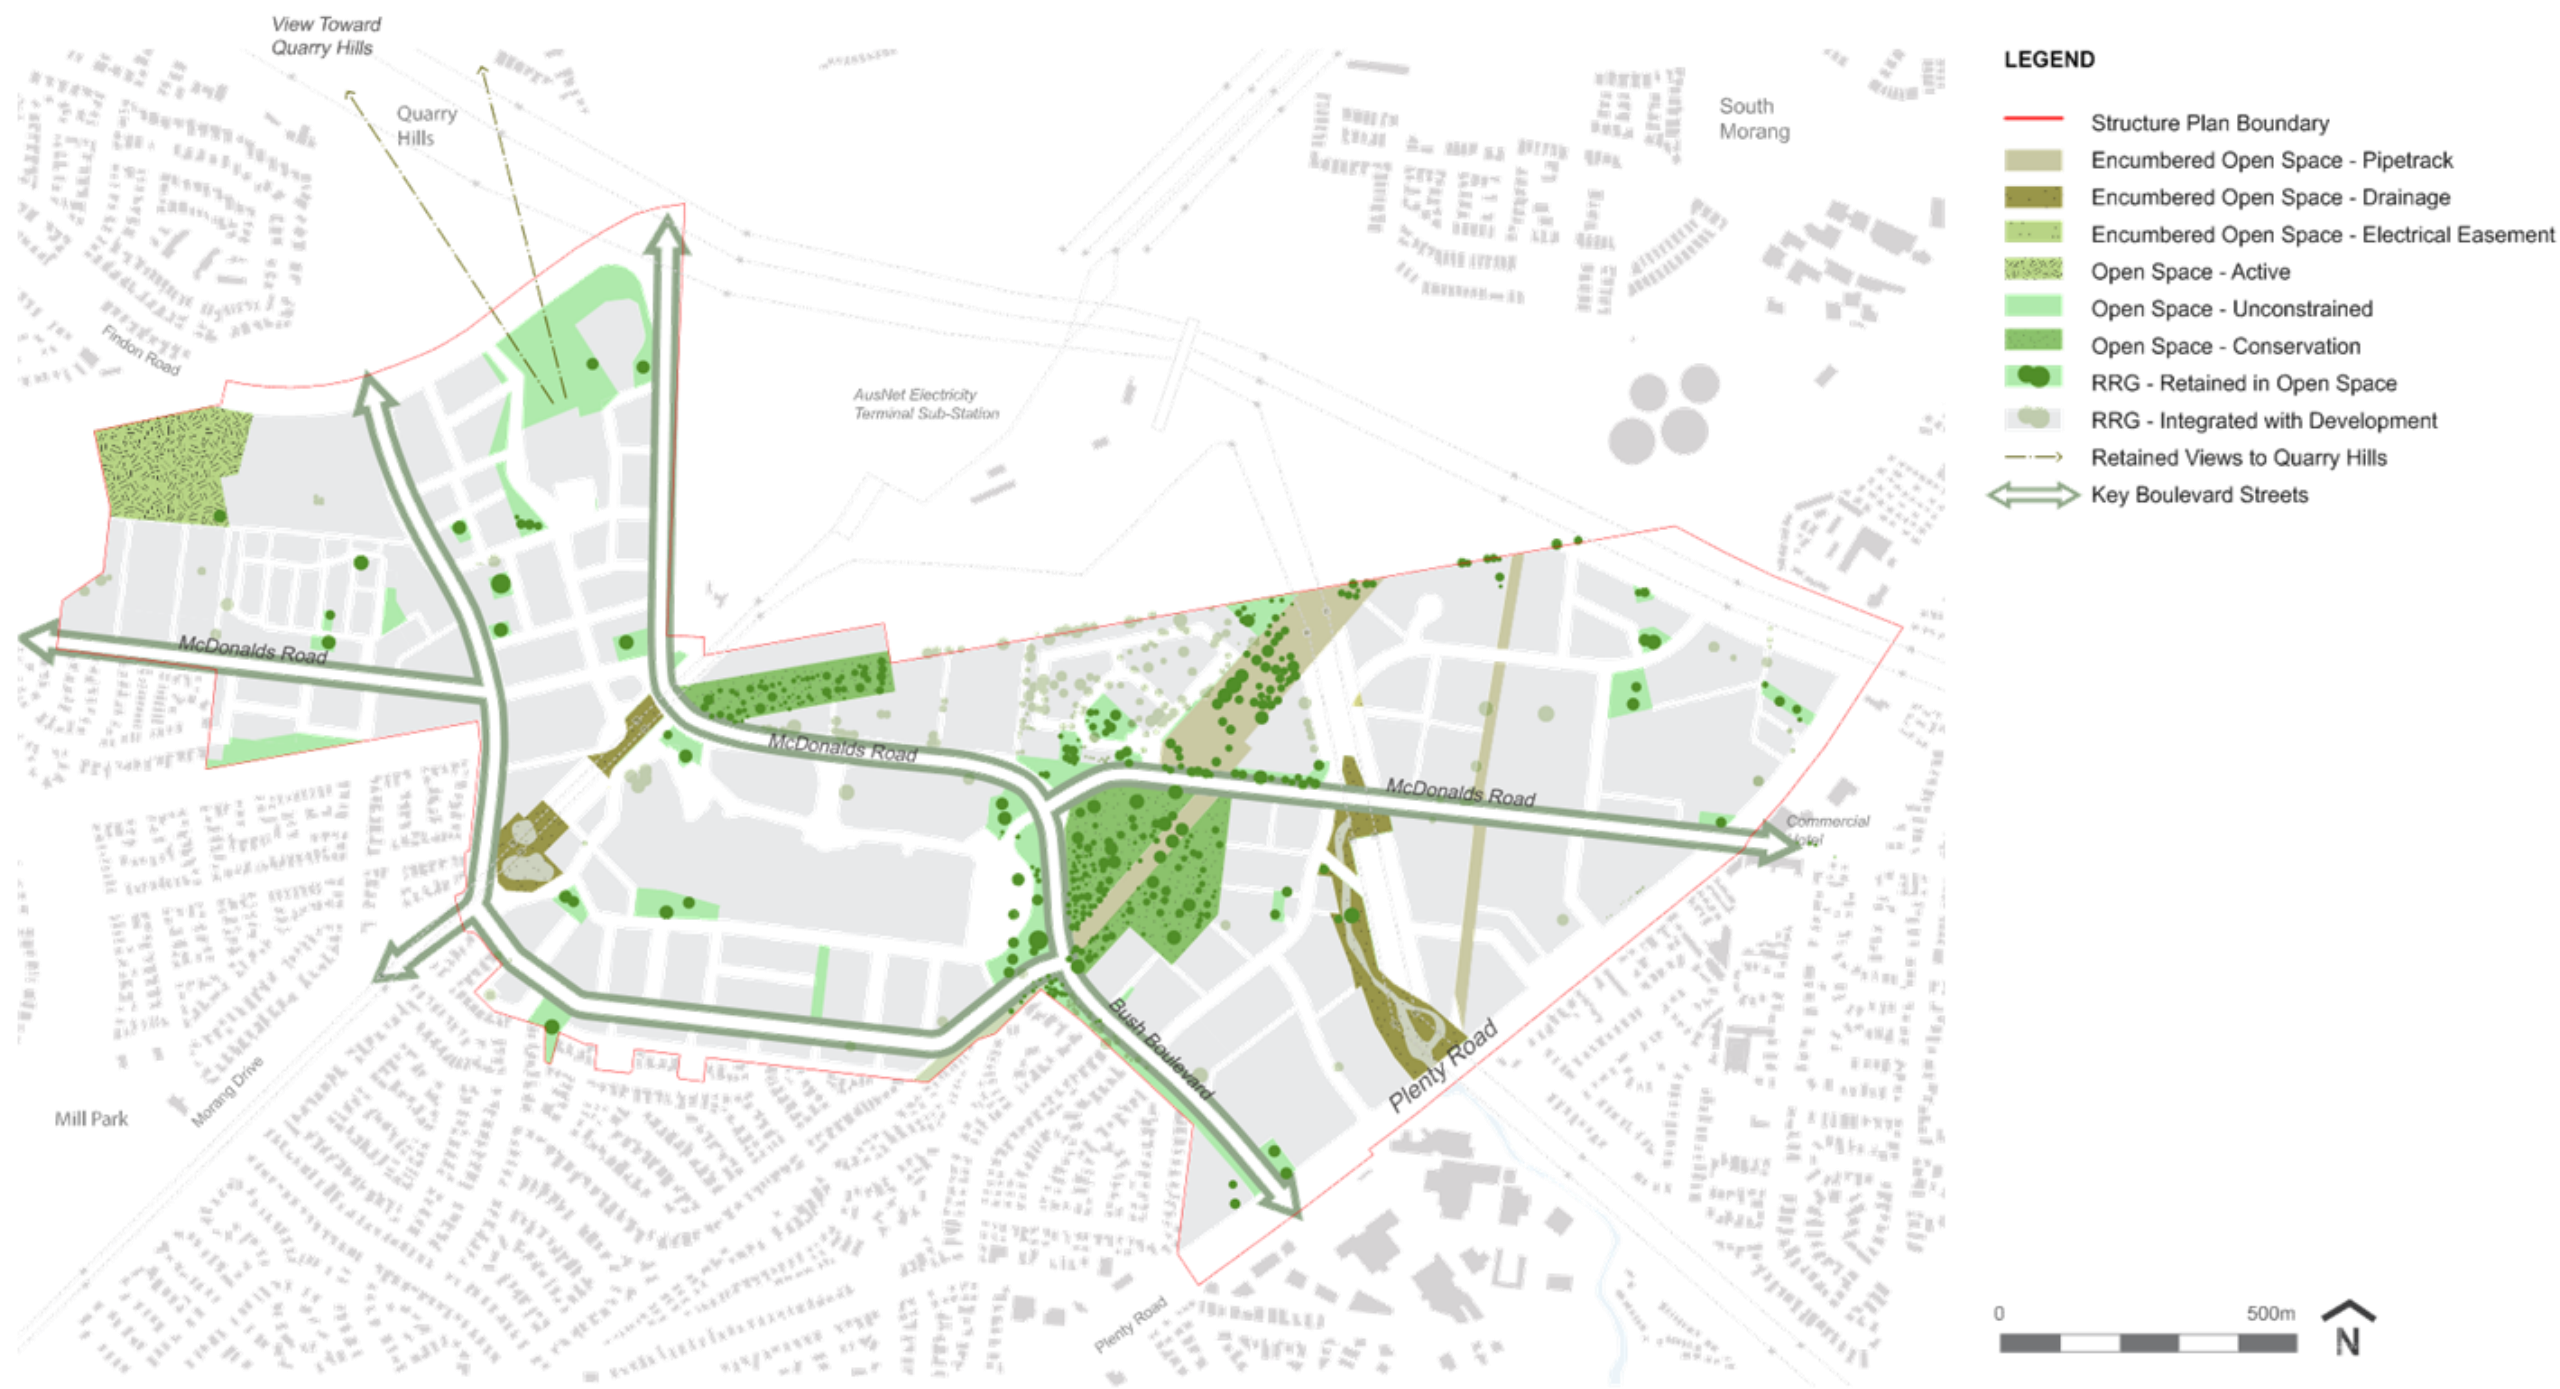 View Toward
Quarry Hills
Quarry
Hills
South
Morang
Findon Road
AusNet Electricity
Terminal Sub-Station
McDonalds Road
McDonalds Road
McDonalds Road
Commercial
Hotel
Bush Boulevard
Plenty Road
Morang Drive
Mill Park
Plenty Road
LEGEND
Structure Plan Boundary
Encumbered Open Space - Pipetrack
Encumbered Open Space - Drainage
Encumbered Open Space - Electrical Easement
Open Space - Active
Open Space - Unconstrained
Open Space - Conservation
RRG - Retained in Open Space
RRG - Integrated with Development
Retained Views to Quarry Hills
Key Boulevard Streets
0
500m
N